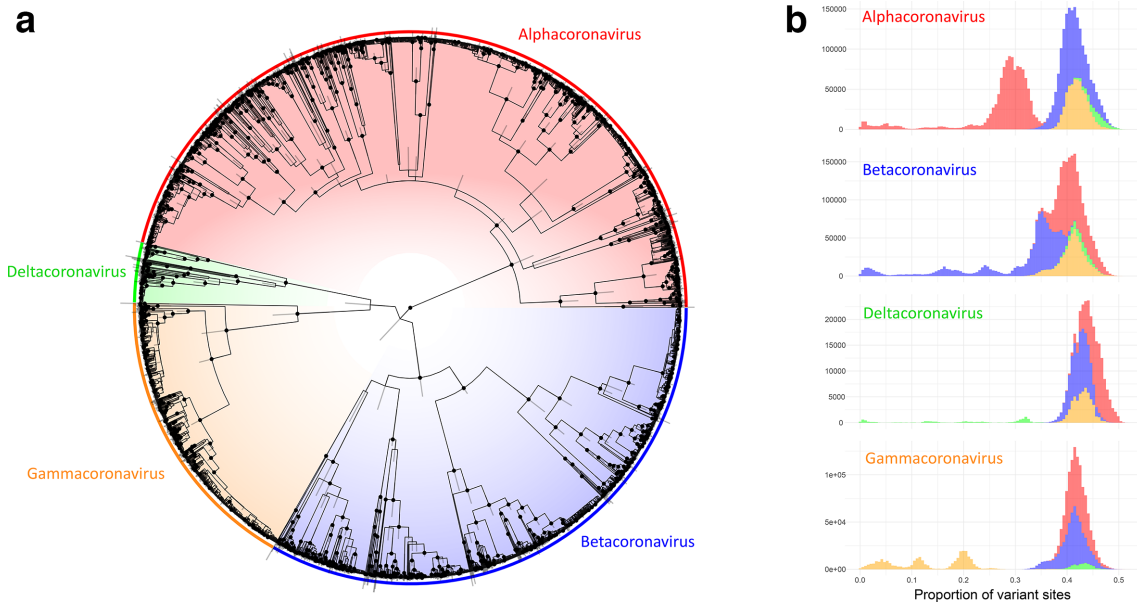 a
Alphacoronavirus
Deltacoronavirus
Gammacoronavirus
Betacoronavirus
b
Alphacoronavirus
150000
100000
50000
0
Betacoronavirus
150000
100000
50000
0
Deltacoronavirus
20000
15000
10000
5000
0
Gammacoronavirus
1e+05
5e+04
0e+00
0.0 0.1 0.2 0.3 0.4 0.5
Proportion of variant sites